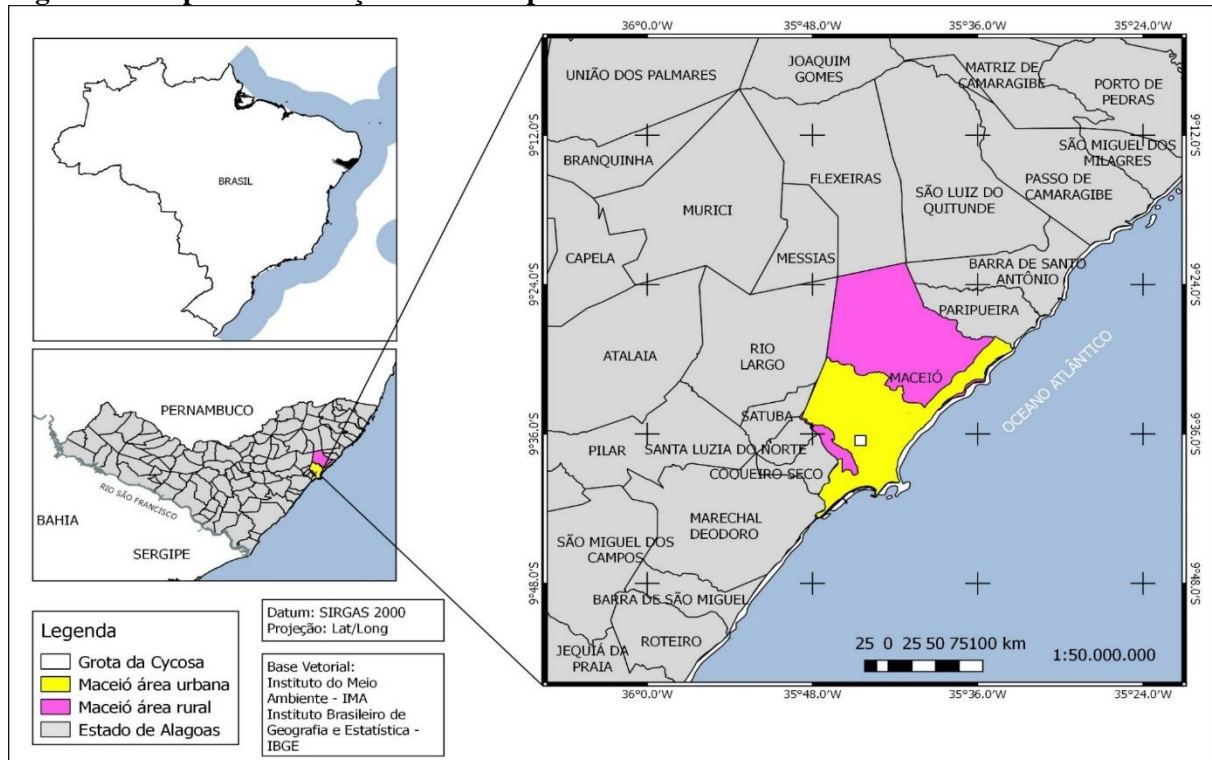 36°0.0'W 35°48.0'W 35°36.0'W 35°24.0'W
BRASIL
PERNAMBUCO
RIO SÃO FRANCISCO
BAHIA
SERGIPE
Legenda
Grota da Cycosa
Maceió área urbana
Maceió área rural
Estado de Alagoas
Datum: SIRGAS 2000
Projeção: Lat/Long
Base Vetorial:
Instituto do Meio
Ambiente - IMA
Instituto Brasileiro de
Geografia e Estatística -
IBGE
9°12.0'S
9°24.0'S
9°36.0'S
9°48.0'S
UNIÃO DOS PALMARES
JOAQUIM
GOMES
MATRIZ DE
CAMARAGIBE
PORTO DE
PEDRAS
BRANQUINHA
SÃO MIGUEL DOS
MILAGRES
FLEXEIRAS
PASSO DE
CAMARAGIBE
SÃO LUIZ DO
QUITUNDE
MURICI
CAPELA
MESSIAS
BARRA DE SANTO
ANTÔNIO
PARIPUEIRA
ATALAIA
RIO
LARGO
MACEIÓ
OCEANO ATLÂNTICO
SATUBA
PILAR
SANTA LUZIA DO NORTE
COQUEIRO SECO
MARECHAL
DEODORO
SÃO MIGUEL DOS
CAMPOS
BARRA DE SÃO MIGUEL
ROTEIRO
JEQUIÁ DA
PRAIA
25 0 25 50 75100 km
1:50.000.000
9°12.0'S
9°24.0'S
9°36.0'S
9°48.0'S
36°0.0'W 35°48.0'W 35°36.0'W 35°24.0'W